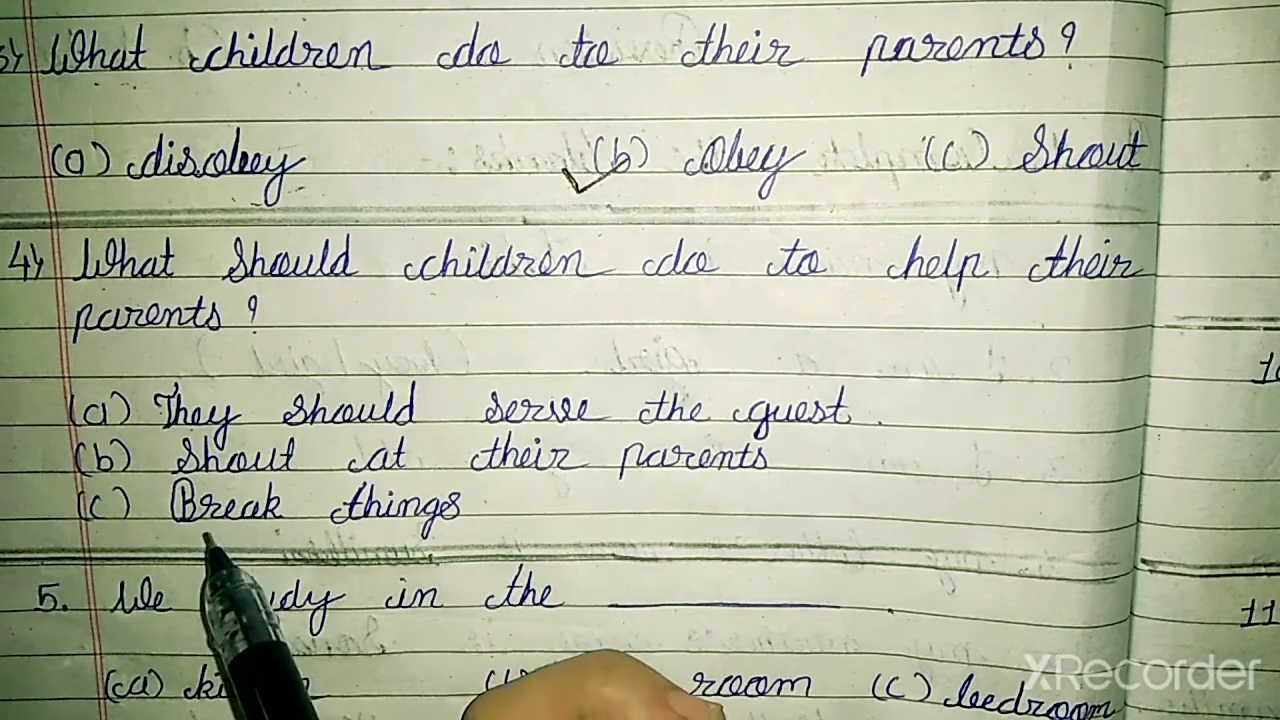 3) What children do to their parents?
(a) disobey (b) Obey (c) Shout
4) What Should children do to help their
parents?
(a) They should serve the guest.
(b) Shout at their parents
(c) Break things
5. We in the
(a) room (c) bedroom
11
XRecorder